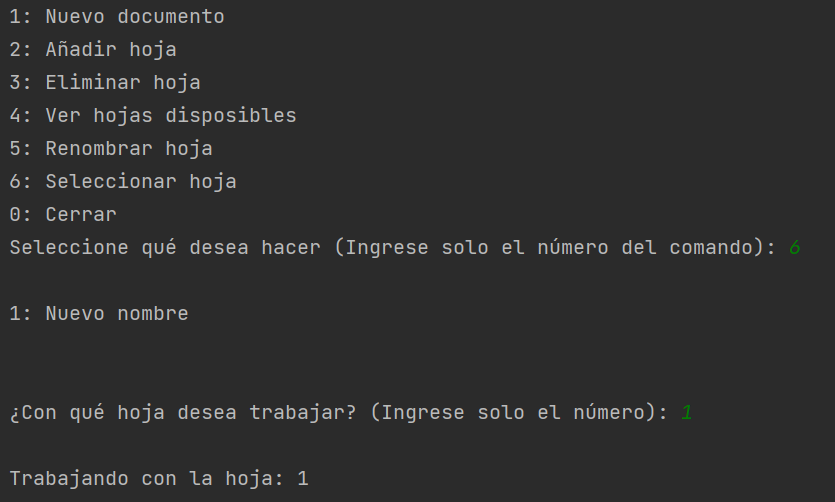 1: Nuevo documento
2: Añadir hoja
3: Eliminar hoja
4: Ver hojas disposibles
5: Renombrar hoja
6: Seleccionar hoja
0: Cerrar
Seleccione qué desea hacer (Ingrese solo el número del comando): 6
1: Nuevo nombre
¿Con qué hoja desea trabajar? (Ingrese solo el número): 1
Trabajando con la hoja: 1